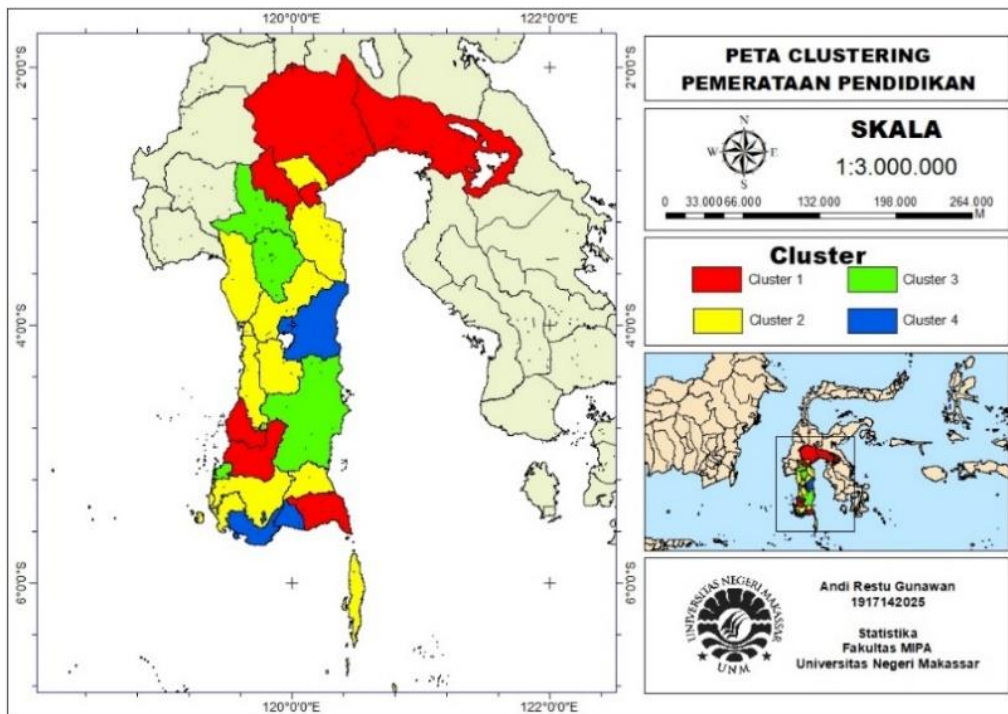 120°0'0"E
122°0'0"E
2°0'0"S
2°0'0"S
4°0'0"S
4°0'0"S
6°0'0"S
6°0'0"S
120°0'0"E
122°0'0"E
PETA CLUSTERING
PEMERATAAN PENDIDIKAN
N
W E
S
SKALA
1:3.000.000
0 33.000 66.000 132.000 198.000 264.000
M
Cluster
Cluster 1
Cluster 3
Cluster 2
Cluster 4
UNIVERSITAS NEGERI MAKASSAR
UNM
Andi Restu Gunawan
1917142025
Statistika
Fakultas MIPA
Universitas Negeri Makassar